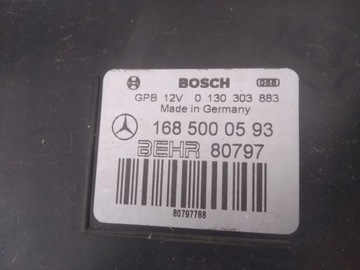 BOSCH
GPB 12V 0 130 303 883
Made in Germany
168 500 05 93
BEHR 80797
80797788